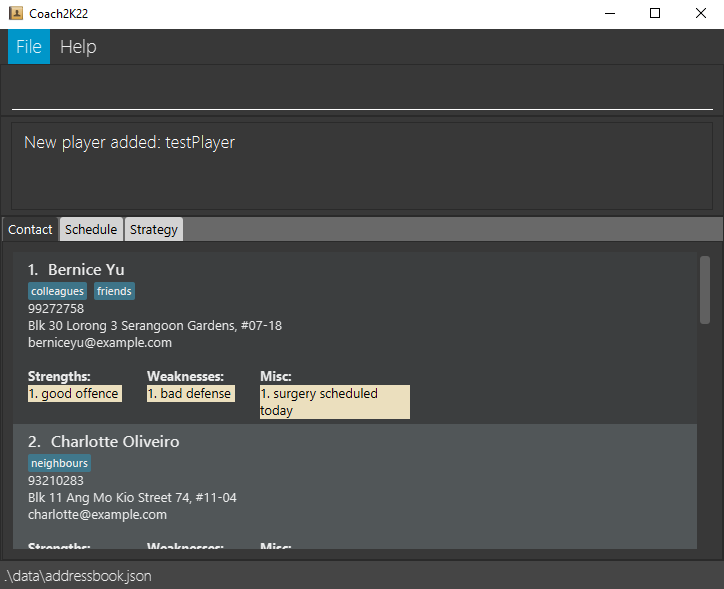 Coach2K22
File Help
New player added: testPlayer
Contact Schedule Strategy
1. Bernice Yu
colleagues friends
99272758
Blk 30 Lorong 3 Serangoon Gardens, #07-18
berniceyu@example.com
Strengths: Weaknesses: Misc:
1. good offence 1. bad defense 1. surgery scheduled
today
2. Charlotte Oliveiro
neighbours
93210283
Blk 11 Ang Mo Kio Street 74, #11-04
charlotte@example.com
Strengths: Weaknesses: Misc:
.\data\addressbook.json